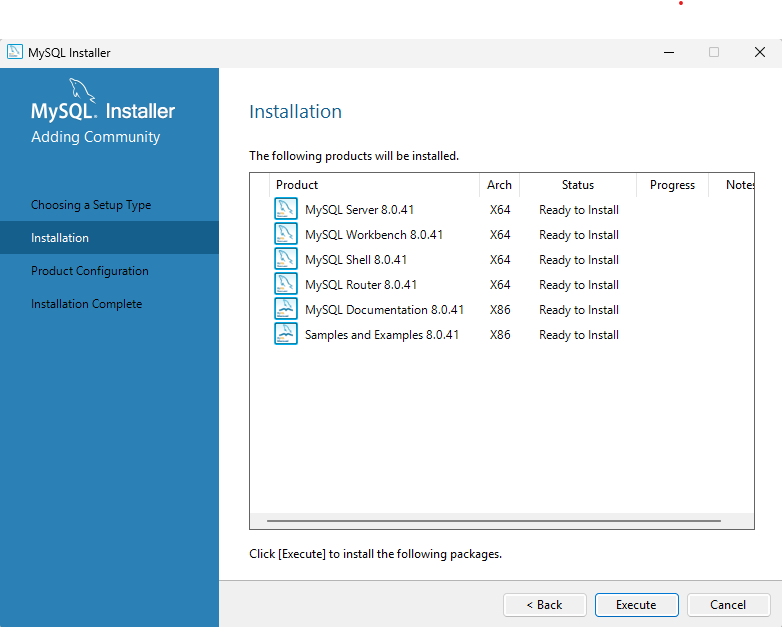 MySQL Installer
MySQL. Installer
Adding Community
Choosing a Setup Type
Installation
Product Configuration
Installation Complete
Installation
The following products will be installed.
Product Arch Status Progress Notes
MySQL Server 8.0.41 X64 Ready to Install
MySQL Workbench 8.0.41 X64 Ready to Install
MySQL Shell 8.0.41 X64 Ready to Install
MySQL Router 8.0.41 X64 Ready to Install
MySQL Documentation 8.0.41 X86 Ready to Install
Samples and Examples 8.0.41 X86 Ready to Install
Click [Execute] to install the following packages.
< Back Execute Cancel